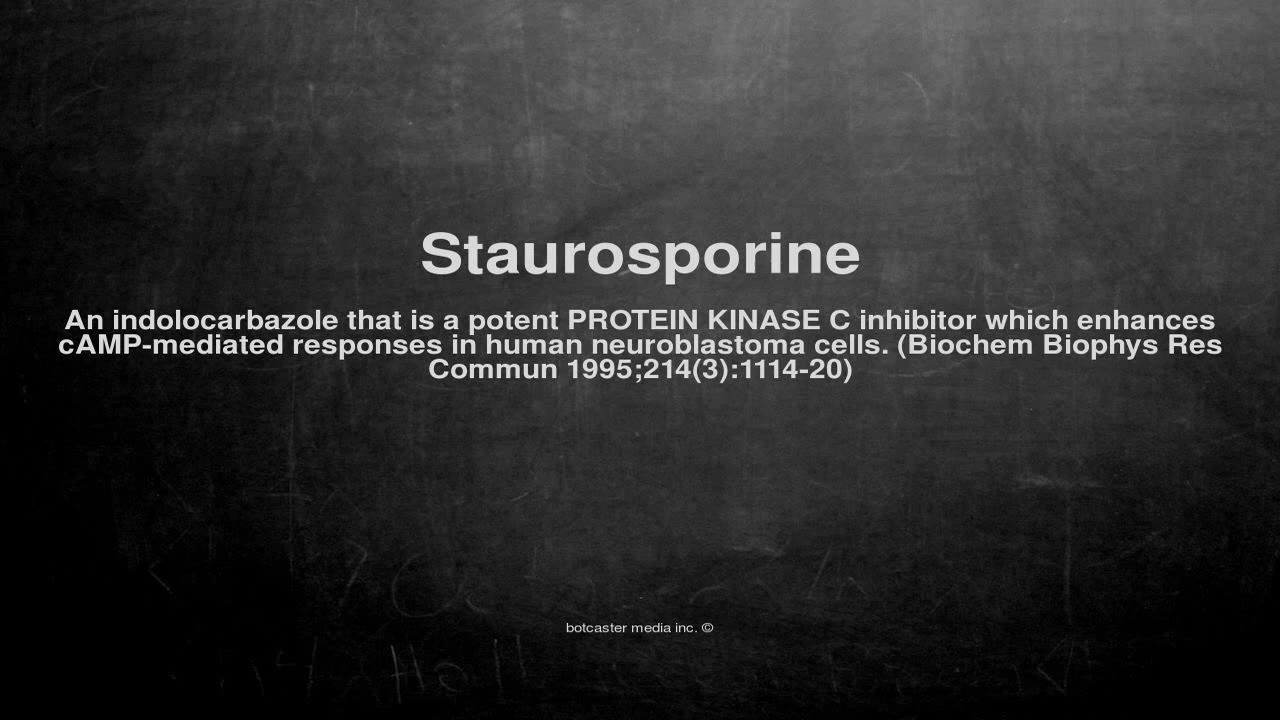 Staurosporine
An indolocarbazole that is a potent PROTEIN KINASE C inhibitor which enhances
cAMP-mediated responses in human neuroblastoma cells. (Biochem Biophys Res
Commun 1995;214(3):1114-20)
botcaster media inc. ©